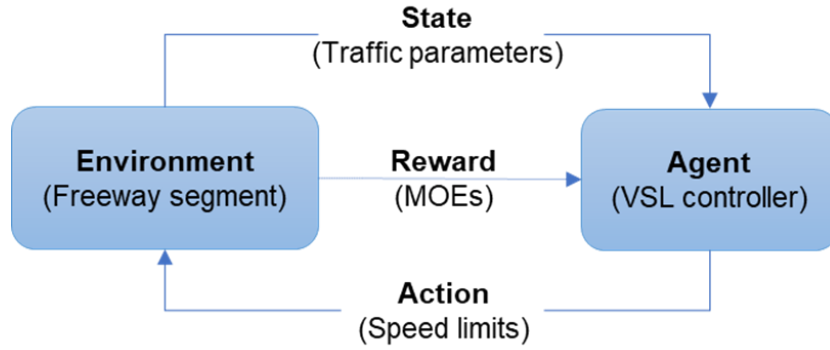 State
(Traffic parameters)
Environment
(Freeway segment)
Reward
(MOEs)
Agent
(VSL controller)
Action
(Speed limits)